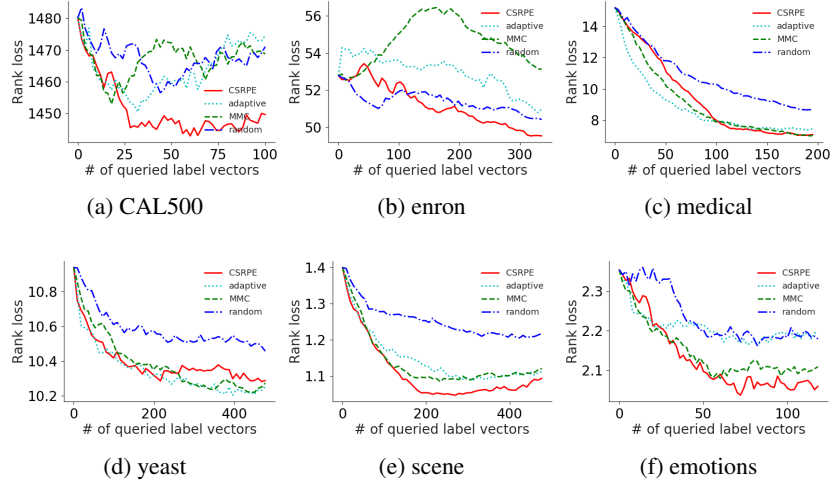 Rank loss
1480
1470
1460
1450
0 25 50 75 100
# of queried label vectors
CSRPE
adaptive
MMC
random
(a) CAL500
Rank loss
56
54
52
50
0 100 200 300
# of queried label vectors
CSRPE
adaptive
MMC
random
(b) enron
Rank loss
14
12
10
8
0 50 100 150 200
# of queried label vectors
CSRPE
adaptive
MMC
random
(c) medical
Rank loss
10.8
10.6
10.4
10.2
0 200 400
# of queried label vectors
CSRPE
adaptive
MMC
random
(d) yeast
Rank loss
1.4
1.3
1.2
1.1
0 200 400
# of queried label vectors
CSRPE
adaptive
MMC
random
(e) scene
Rank loss
2.3
2.2
2.1
0 50 100
# of queried label vectors
CSRPE
adaptive
MMC
random
(f) emotions